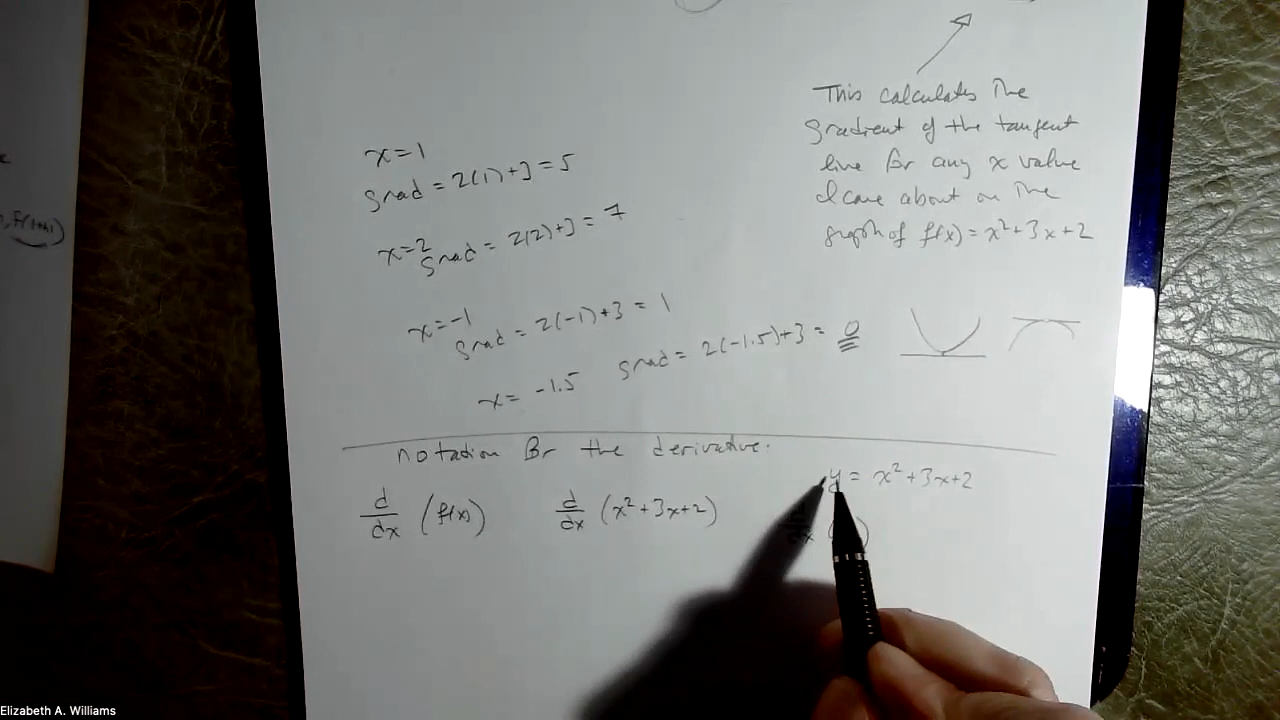 This calculates the
gradient of the tangent
line for any x value
I care about on the
graph of f(x) = x²+3x+2
x=1
grad = 2(1)+3 = 5
x=2
grad = 2(2)+3 = 7
x=-1
grad = 2(-1)+3 = 1
x= -1.5 grad = 2(-1.5)+3 = 0
notation for the derivative.
y = x²+3x+2
d/dx (f(x)) d/dx (x²+3x+2) d/dx
Elizabeth A. Williams